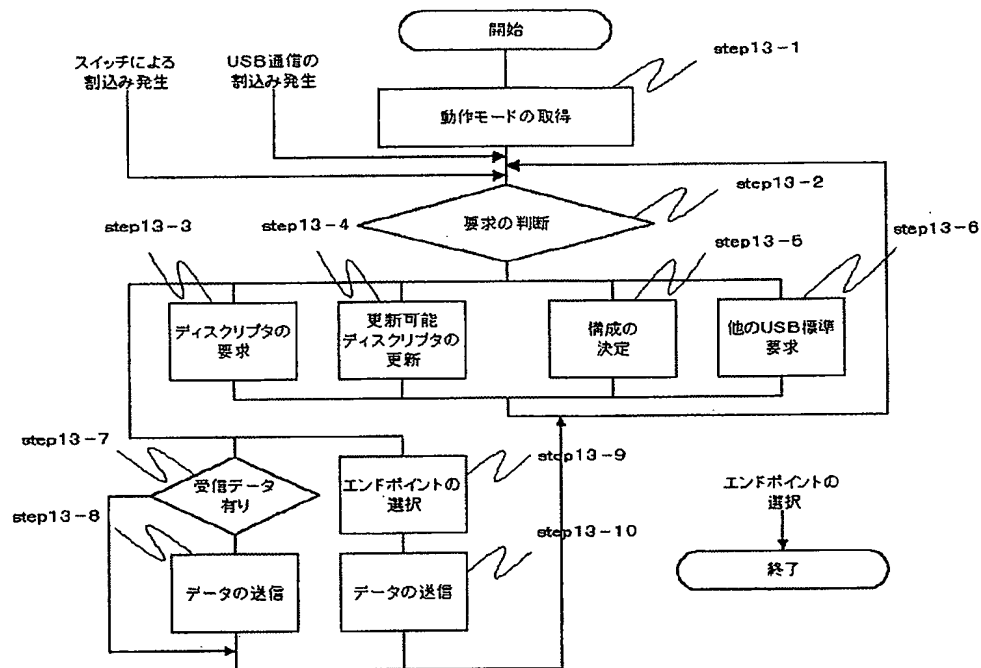 開始
step13-1
スイッチによる
割込み発生
USB通信の
割込み発生
動作モードの取得
step13-2
要求の判断
step13-3
step13-4
step13-5
step13-6
ディスクリプタの
要求
更新可能
ディスクリプタの
更新
構成の
決定
他のUSB標準
要求
step13-7
受信データ
有り
step13-9
エンドポイントの
選択
エンドポイントの
選択
step13-8
step13-10
データの送信
データの送信
終了